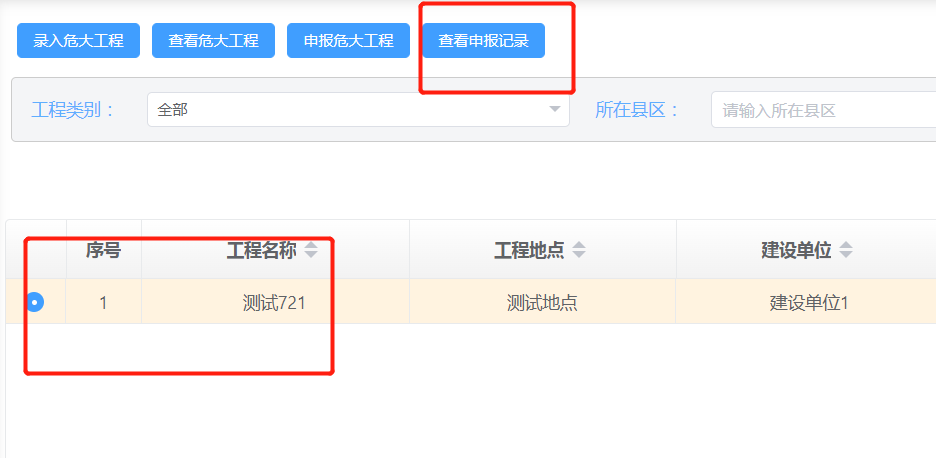 录入危大工程 查看危大工程 申报危大工程 查看申报记录
工程类别： 全部 所在县区： 请输入所在县区
序号 工程名称 工程地点 建设单位
1 测试721 测试地点 建设单位1